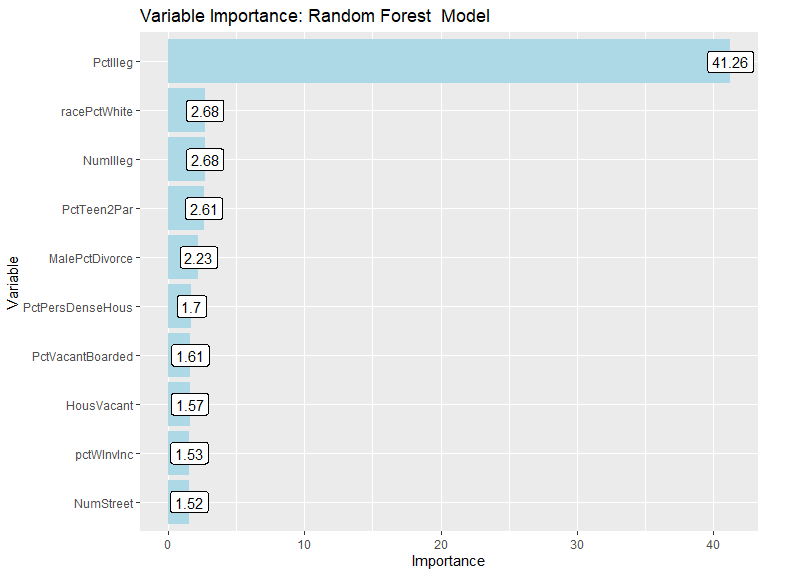 Variable Importance: Random Forest  Model
Variable
PctIlleg
41.26
racePctWhite
2.68
NumIlleg
2.68
PctTeen2Par
2.61
MalePctDivorce
2.23
PctPersDenseHous
1.7
PctVacantBoarded
1.61
HousVacant
1.57
pctWInvInc
1.53
NumStreet
1.52
0 10 20 30 40
Importance